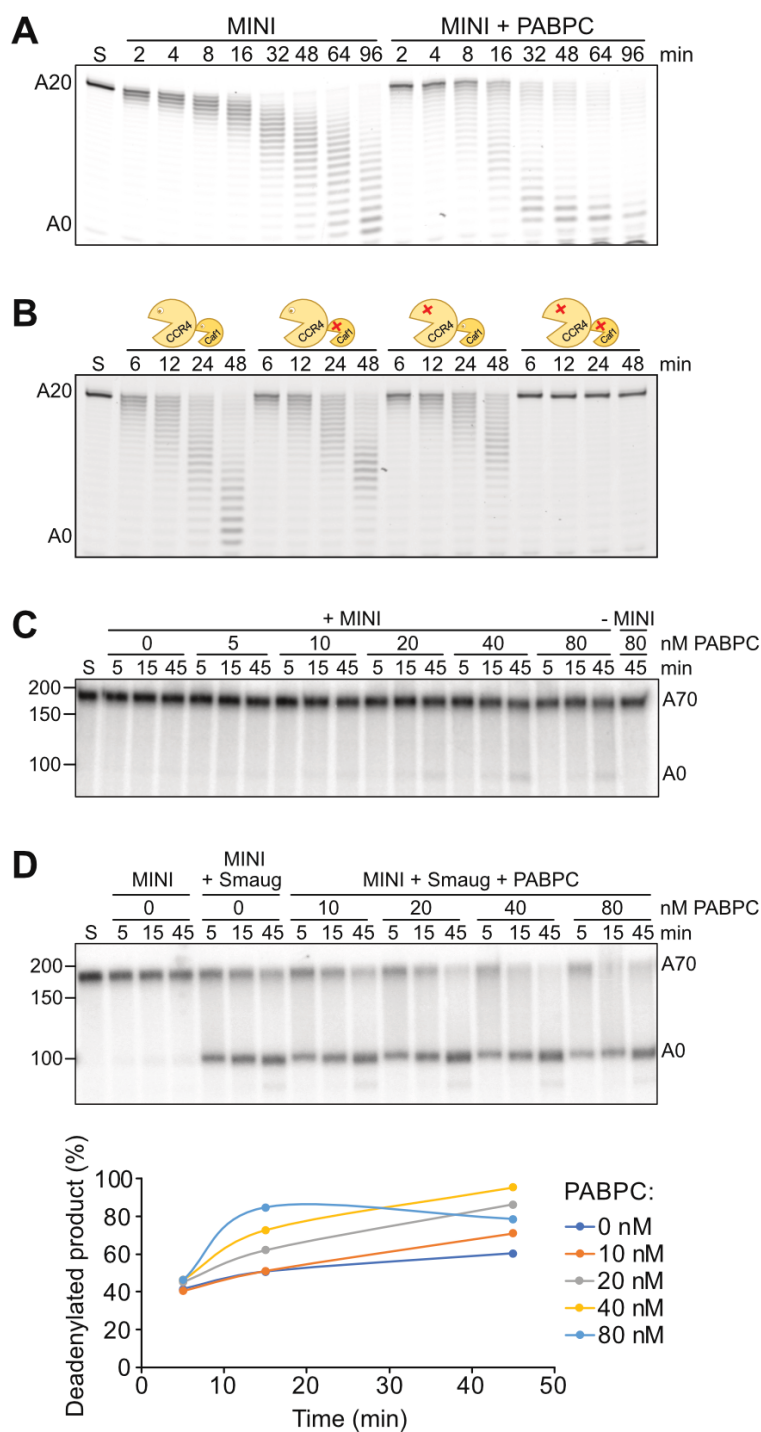 A
MINI MINI + PABPC
S 2 4 8 16 32 48 64 96 2 4 8 16 32 48 64 96 min
A20
A0
B
CCR4 Caf1 CCR4 Caf1 CCR4 Caf1 CCR4 Caf1
S 6 12 24 48 6 12 24 48 6 12 24 48 6 12 24 48 min
A20
A0
C
+ MINI - MINI
0 5 10 20 40 80 80 nM PABPC
S 5 15 45 5 15 45 5 15 45 5 15 45 5 15 45 5 15 45 45 min
200 A70
150
100 A0
D
MINI MINI + Smaug MINI + Smaug + PABPC
0 0 10 20 40 80 nM PABPC
S 5 15 45 5 15 45 5 15 45 5 15 45 5 15 45 5 15 45 min
200 A70
150
100 A0
Deadenylated product (%)
100
80
60
40
20
0
0 10 20 30 40 50
Time (min)
PABPC:
0 nM
10 nM
20 nM
40 nM
80 nM